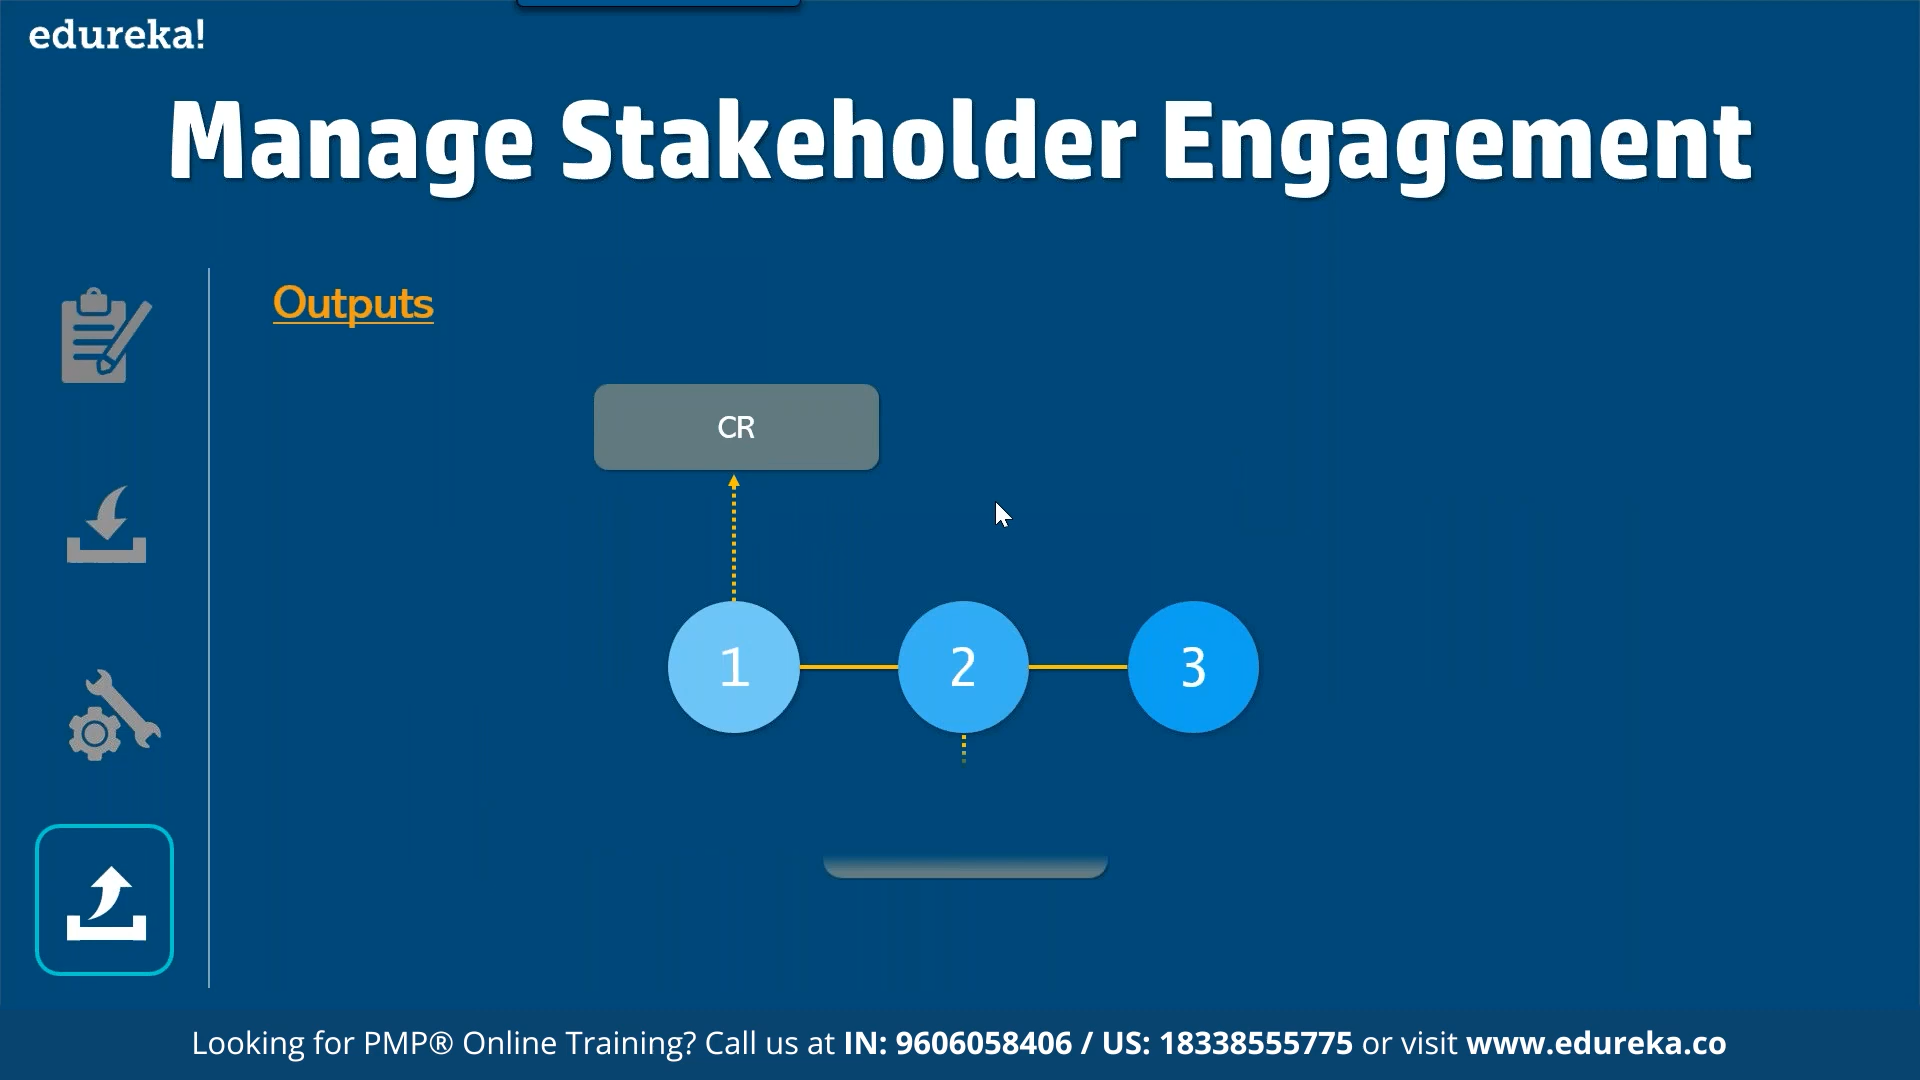 edureka!
Manage Stakeholder Engagement
Outputs
CR
1 2 3
Looking for PMP® Online Training? Call us at IN: 9606058406 / US: 18338555775 or visit www.edureka.co